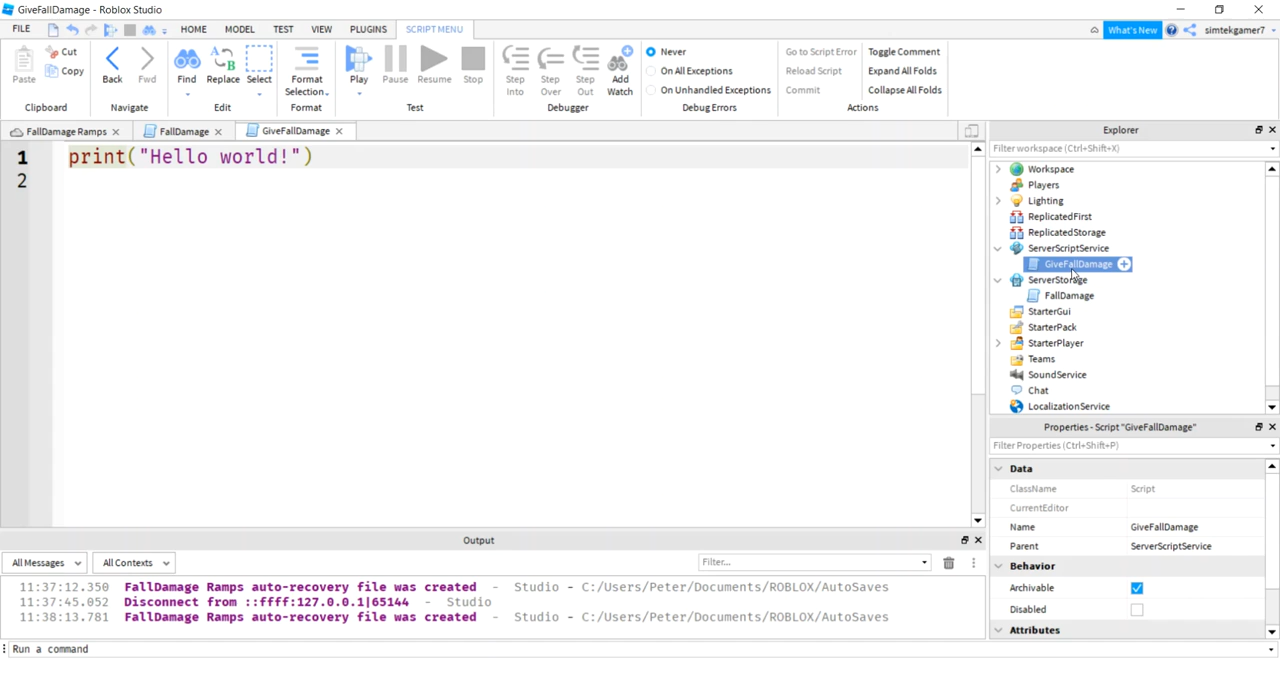 GiveFallDamage - Roblox Studio
FILE HOME MODEL TEST VIEW PLUGINS SCRIPT MENU What's New simtekgamer7
Paste Cut Copy Back Fwd Find Replace Select Format Selection Play Pause Resume Stop Step Into Step Over Step Out Add Watch
Never Go to Script Error Toggle Comment
On All Exceptions Reload Script Expand All Folds
On Unhandled Exceptions Commit Collapse All Folds
Clipboard Navigate Edit Format Test Debugger Debug Errors Actions
FallDamage Ramps FallDamage GiveFallDamage
1 print("Hello world!")
2
Explorer
Filter workspace (Ctrl+Shift+X)
Workspace
Players
Lighting
ReplicatedFirst
ReplicatedStorage
ServerScriptService
GiveFallDamage
ServerStorage
FallDamage
StarterGui
StarterPack
StarterPlayer
Teams
SoundService
Chat
LocalizationService
Properties - Script "GiveFallDamage"
Filter Properties (Ctrl+Shift+P)
Data
ClassName Script
CurrentEditor
Name GiveFallDamage
Parent ServerScriptService
Behavior
Archivable
Disabled
Attributes
Output
All Messages All Contexts Filter...
11:37:12.350 FallDamage Ramps auto-recovery file was created - Studio - C:/Users/Peter/Documents/ROBLOX/AutoSaves
11:37:45.052 Disconnect from ::ffff:127.0.0.1|65144 - Studio
11:38:13.781 FallDamage Ramps auto-recovery file was created - Studio - C:/Users/Peter/Documents/ROBLOX/AutoSaves
Run a command